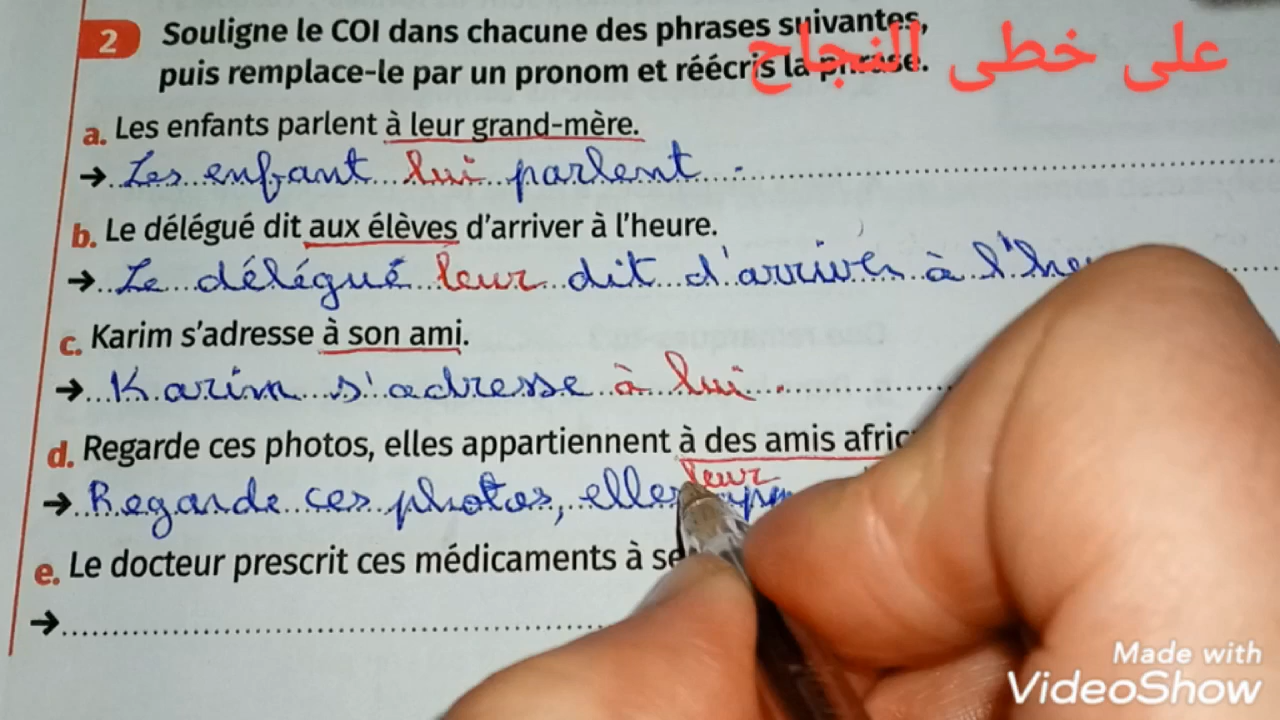 2 Souligne le COI dans chacune des phrases suivantes,
puis remplace-le par un pronom et réécris la phrase.
على خطى النجاح
a. Les enfants parlent à leur grand-mère.
→ Les enfant lui parlent .
b. Le délégué dit aux élèves d'arriver à l'heure.
→ Le délégué leur dit d'arriver à l'he
c. Karim s'adresse à son ami.
→ Karim s'adresse à lui .
d. Regarde ces photos, elles appartiennent à des amis afric
leur
→ Regarde ces photos, elles
e. Le docteur prescrit ces médicaments à se
→
Made with
VideoShow